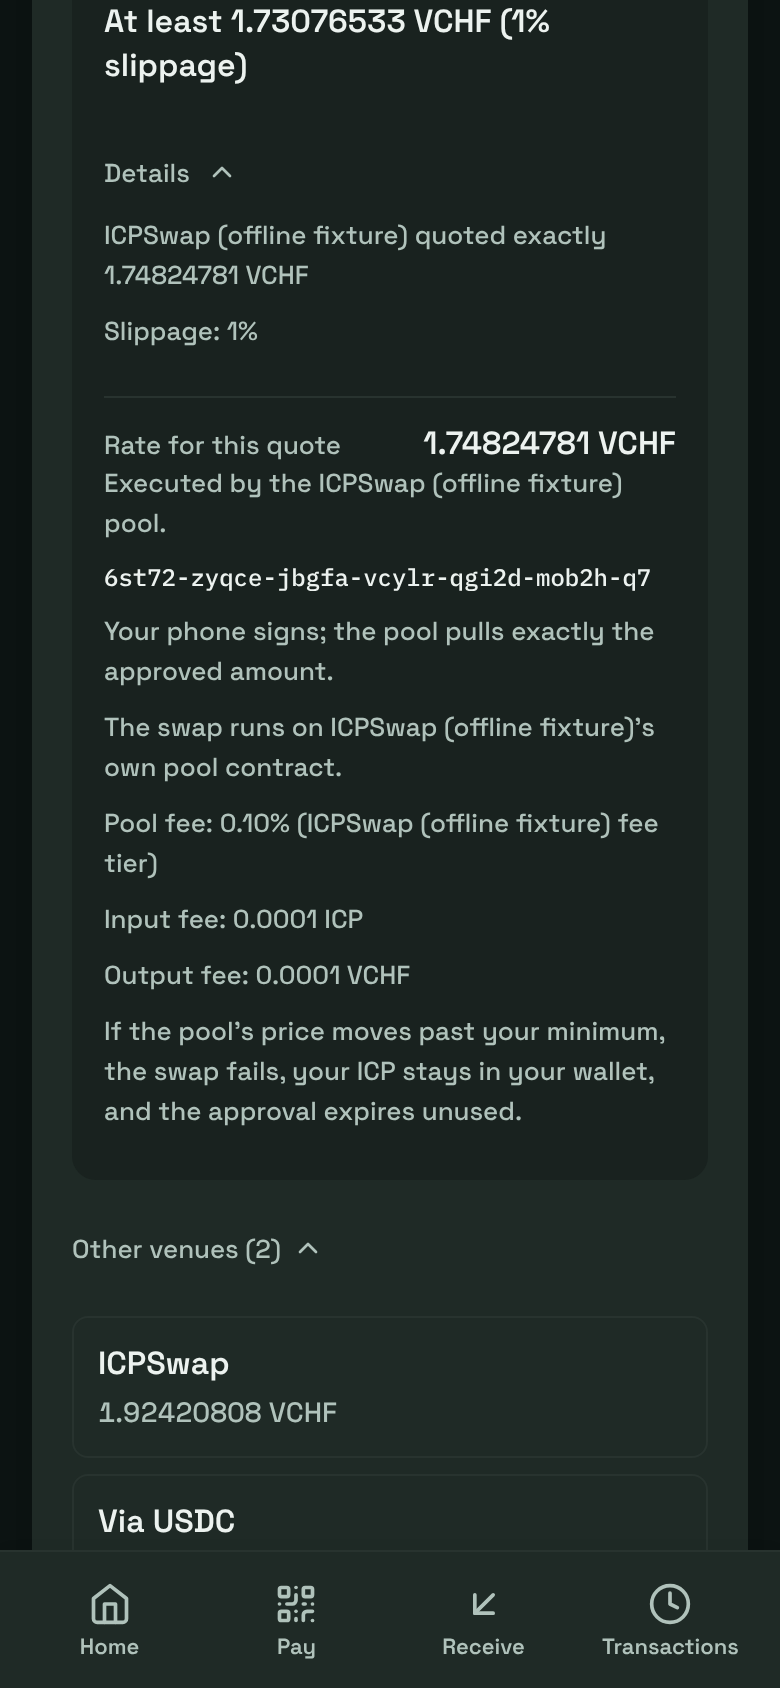 At least 1.73076533 VCHF (1%
slippage)
Details
ICPSwap (offline fixture) quoted exactly
1.74824781 VCHF
Slippage: 1%
Rate for this quote 1.74824781 VCHF
Executed by the ICPSwap (offline fixture)
pool.
6st72-zyqce-jbgfa-vcylr-qgi2d-mob2h-q7
Your phone signs; the pool pulls exactly the
approved amount.
The swap runs on ICPSwap (offline fixture)’s
own pool contract.
Pool fee: 0.10% (ICPSwap (offline fixture) fee
tier)
Input fee: 0.0001 ICP
Output fee: 0.0001 VCHF
If the pool’s price moves past your minimum,
the swap fails, your ICP stays in your wallet,
and the approval expires unused.
Other venues (2)
ICPSwap
1.92420808 VCHF
Via USDC
Home Pay Receive Transactions